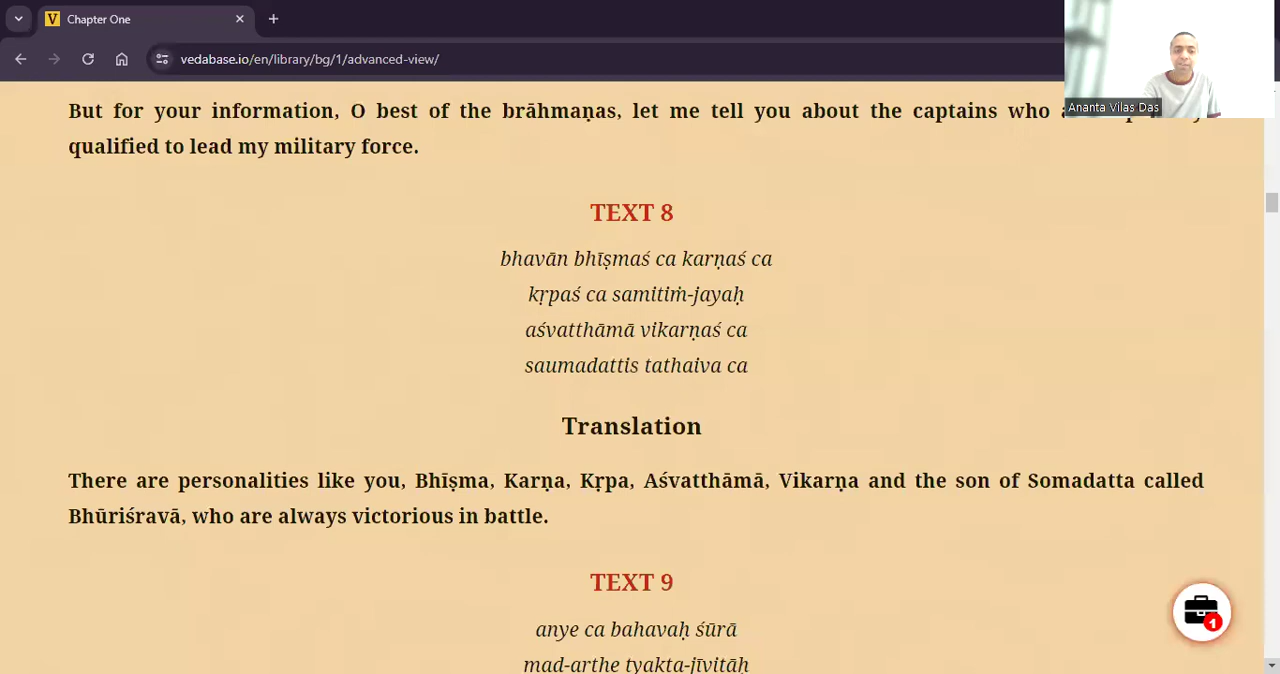 V Chapter One
vedabase.io/en/library/bg/1/advanced-view/
Ananta Vilas Das
But for your information, O best of the brāhmaṇas, let me tell you about the captains who
qualified to lead my military force.
TEXT 8
bhavān bhīṣmaś ca karṇaś ca
kṛpaś ca samitiṁ-jayaḥ
aśvatthāmā vikarṇaś ca
saumadattis tathaiva ca
Translation
There are personalities like you, Bhīṣma, Karṇa, Kṛpa, Aśvatthāmā, Vikarṇa and the son of Somadatta called
Bhūriśravā, who are always victorious in battle.
TEXT 9
anye ca bahavaḥ śūrā
mad-arthe tyakta-jīvitāḥ
1